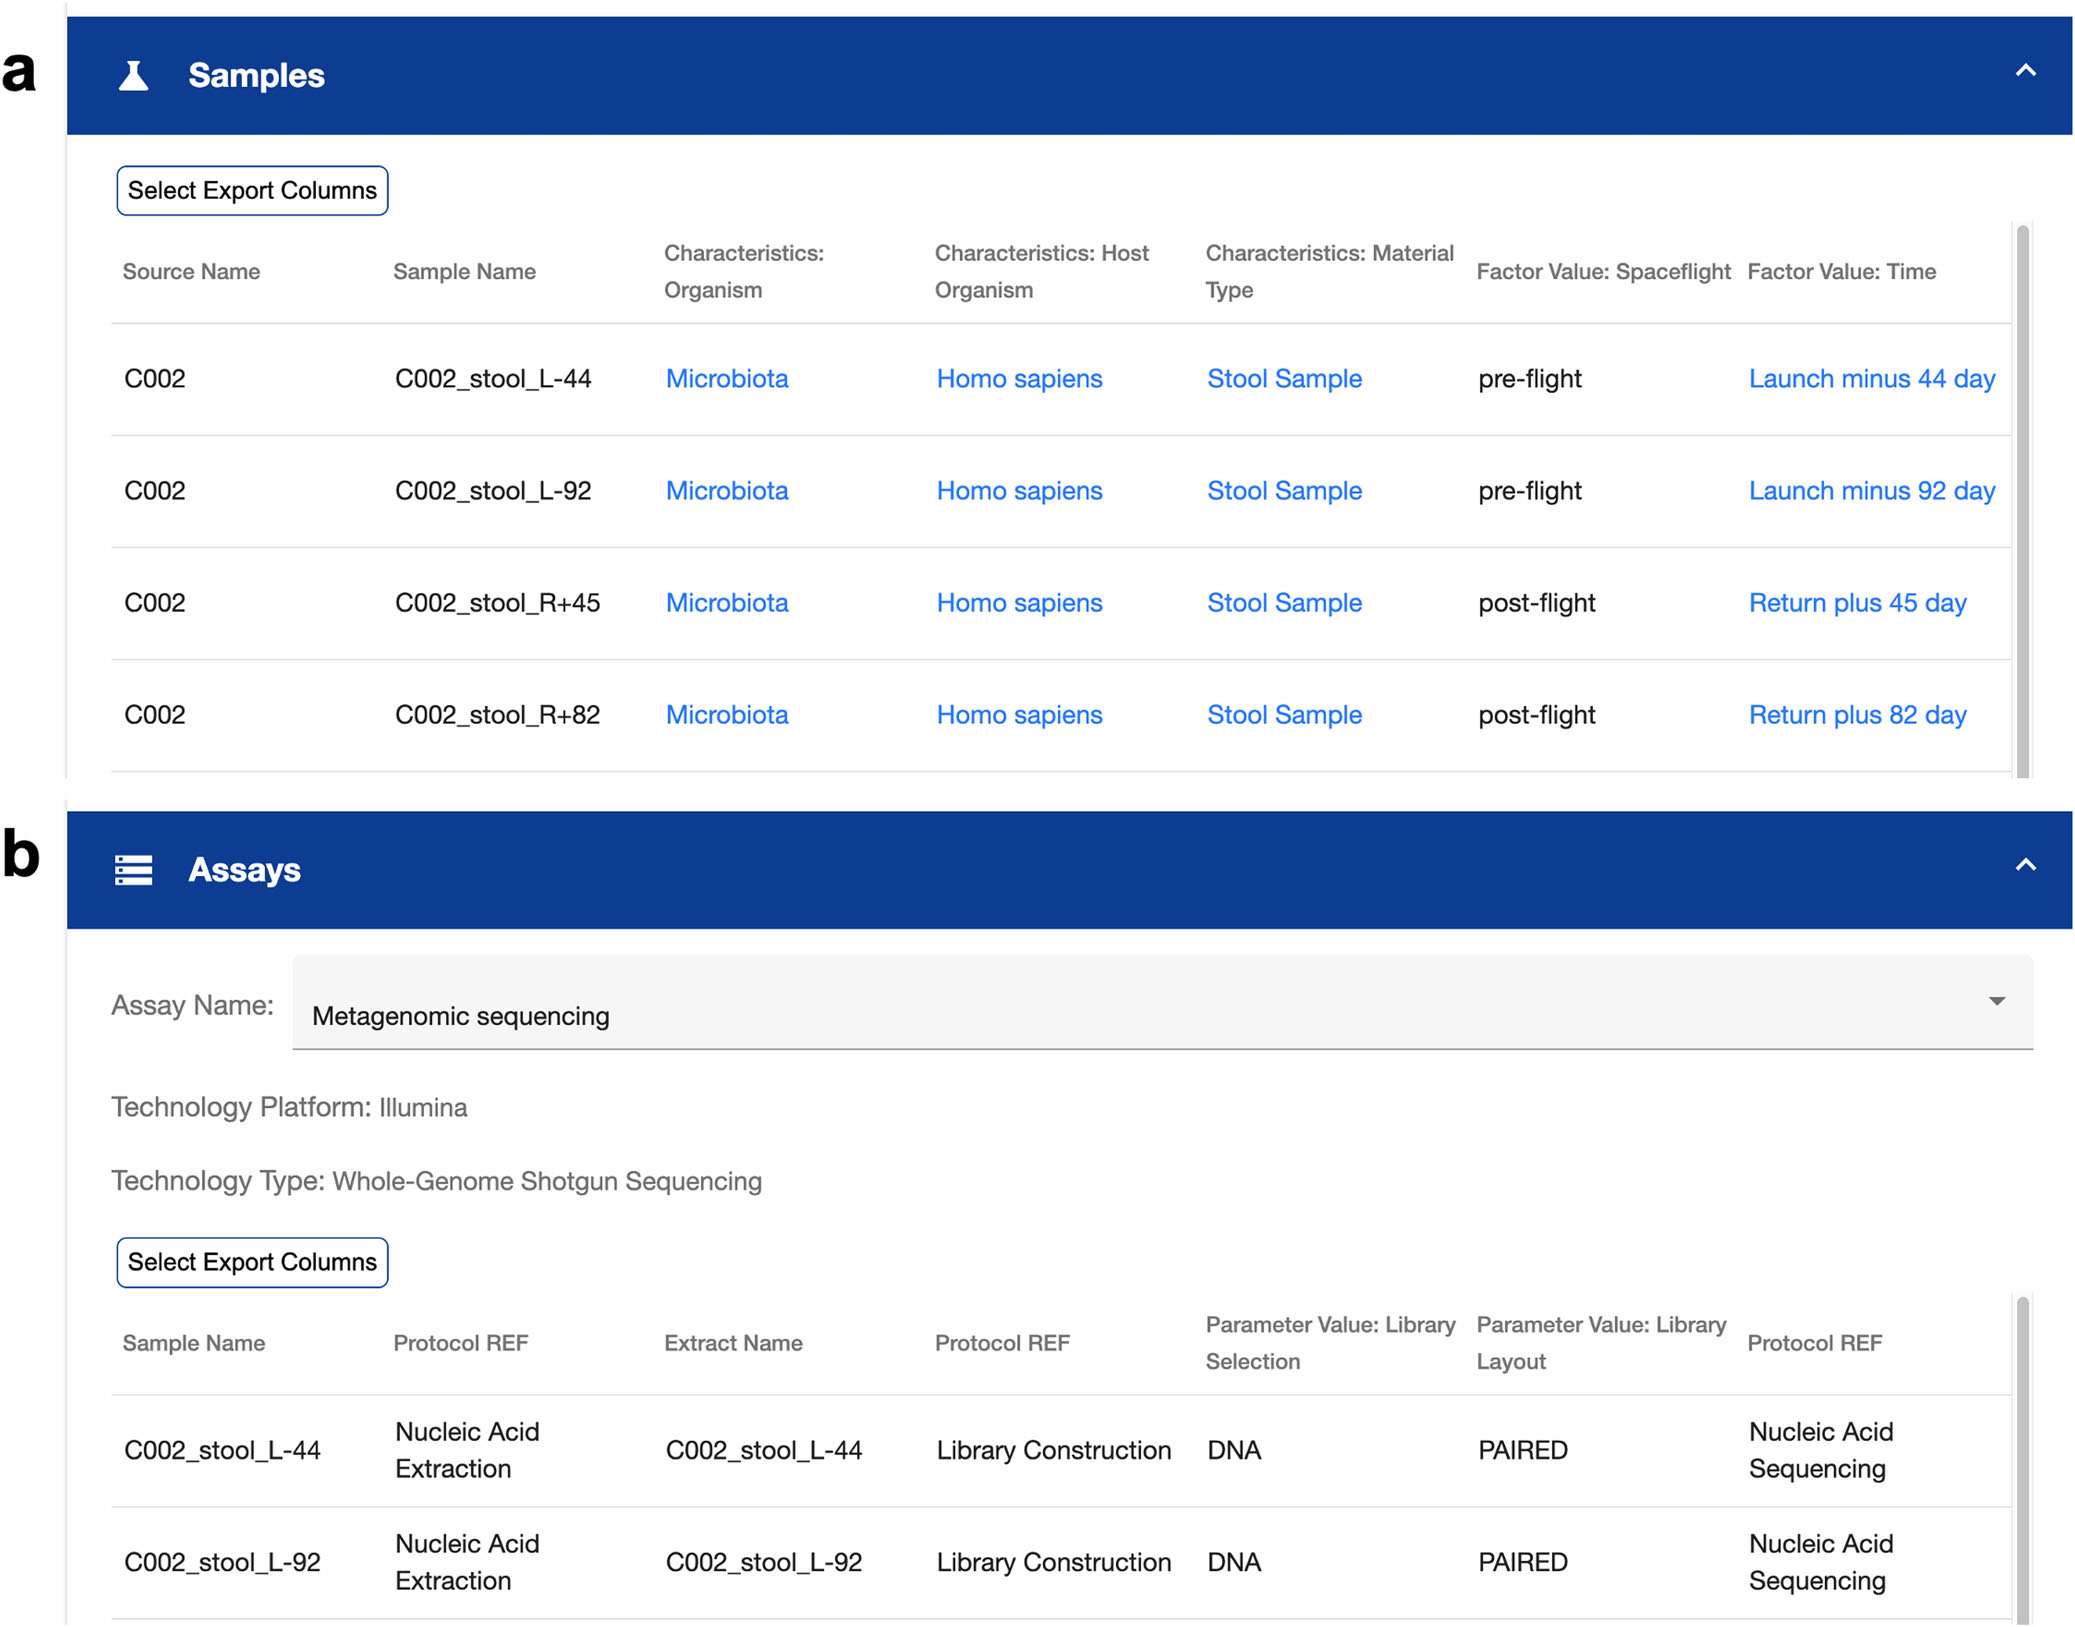 a
Samples
Select Export Columns
Source Name Sample Name Characteristics: Organism Characteristics: Host Organism Characteristics: Material Type Factor Value: Spaceflight Factor Value: Time
C002 C002_stool_L-44 Microbiota Homo sapiens Stool Sample pre-flight Launch minus 44 day
C002 C002_stool_L-92 Microbiota Homo sapiens Stool Sample pre-flight Launch minus 92 day
C002 C002_stool_R+45 Microbiota Homo sapiens Stool Sample post-flight Return plus 45 day
C002 C002_stool_R+82 Microbiota Homo sapiens Stool Sample post-flight Return plus 82 day
b
Assays
Assay Name: Metagenomic sequencing
Technology Platform: Illumina
Technology Type: Whole-Genome Shotgun Sequencing
Select Export Columns
Sample Name Protocol REF Extract Name Protocol REF Parameter Value: Library Selection Parameter Value: Library Layout Protocol REF
C002_stool_L-44 Nucleic Acid Extraction C002_stool_L-44 Library Construction DNA PAIRED Nucleic Acid Sequencing
C002_stool_L-92 Nucleic Acid Extraction C002_stool_L-92 Library Construction DNA PAIRED Nucleic Acid Sequencing